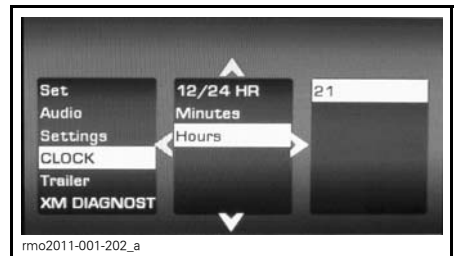 Set
Audio
Settings
CLOCK
Trailer
XM DIAGNOST
12/24 HR
Minutes
Hours
21
rmo2011-001-202_a